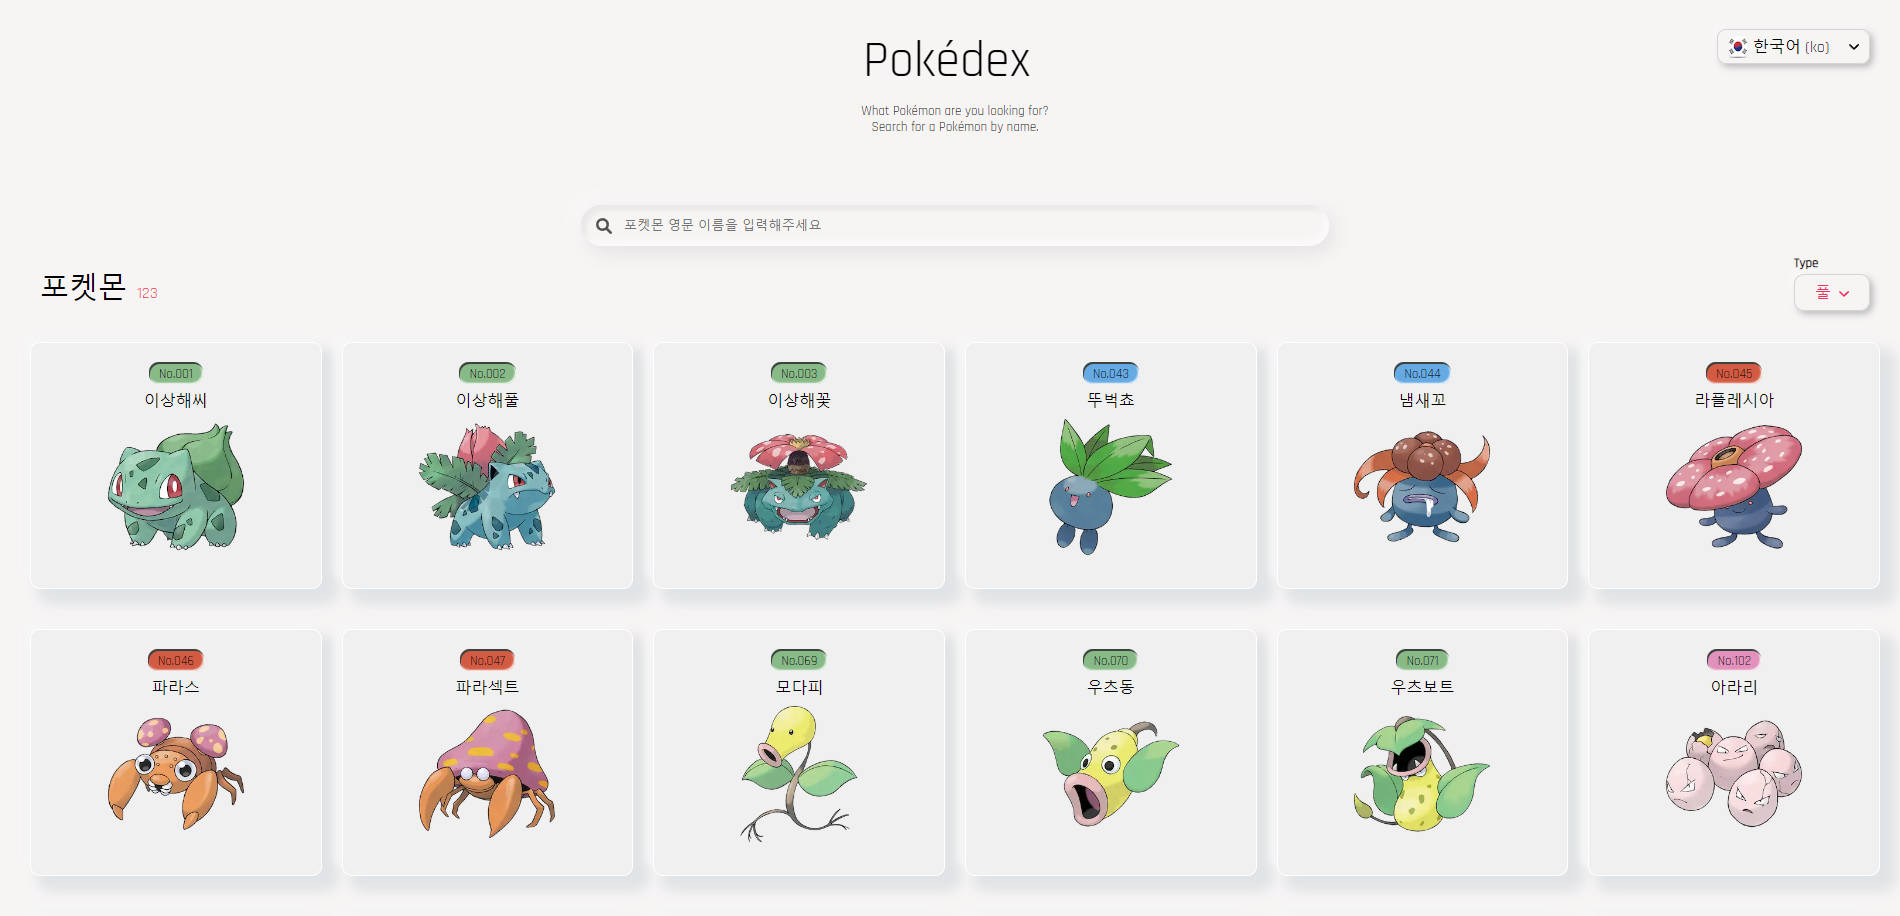 Pokédex
한국어 (ko)
What Pokémon are you looking for?
Search for a Pokémon by name.
포켓몬 영문 이름을 입력해주세요
포켓몬 123
Type
풀
No.001
이상해씨
No.002
이상해풀
No.003
이상해꽃
No.043
뚜벅쵸
No.044
냄새꼬
No.045
라플레시아
No.046
파라스
No.047
파라섹트
No.069
모다피
No.070
우츠동
No.071
우츠보트
No.102
아라리